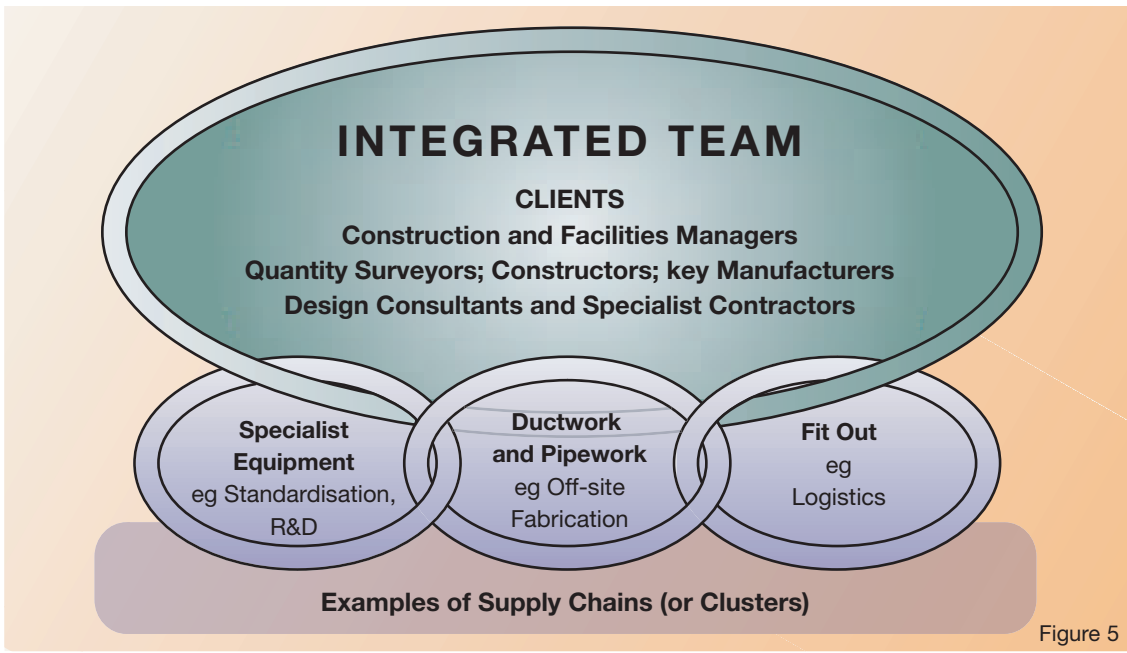 INTEGRATED TEAM
CLIENTS
Construction and Facilities Managers
Quantity Surveyors; Constructors; key Manufacturers
Design Consultants and Specialist Contractors
Specialist
Equipment
eg Standardisation,
R&D
Ductwork
and Pipework
eg Off-site
Fabrication
Fit Out
eg
Logistics
Examples of Supply Chains (or Clusters)
Figure 5